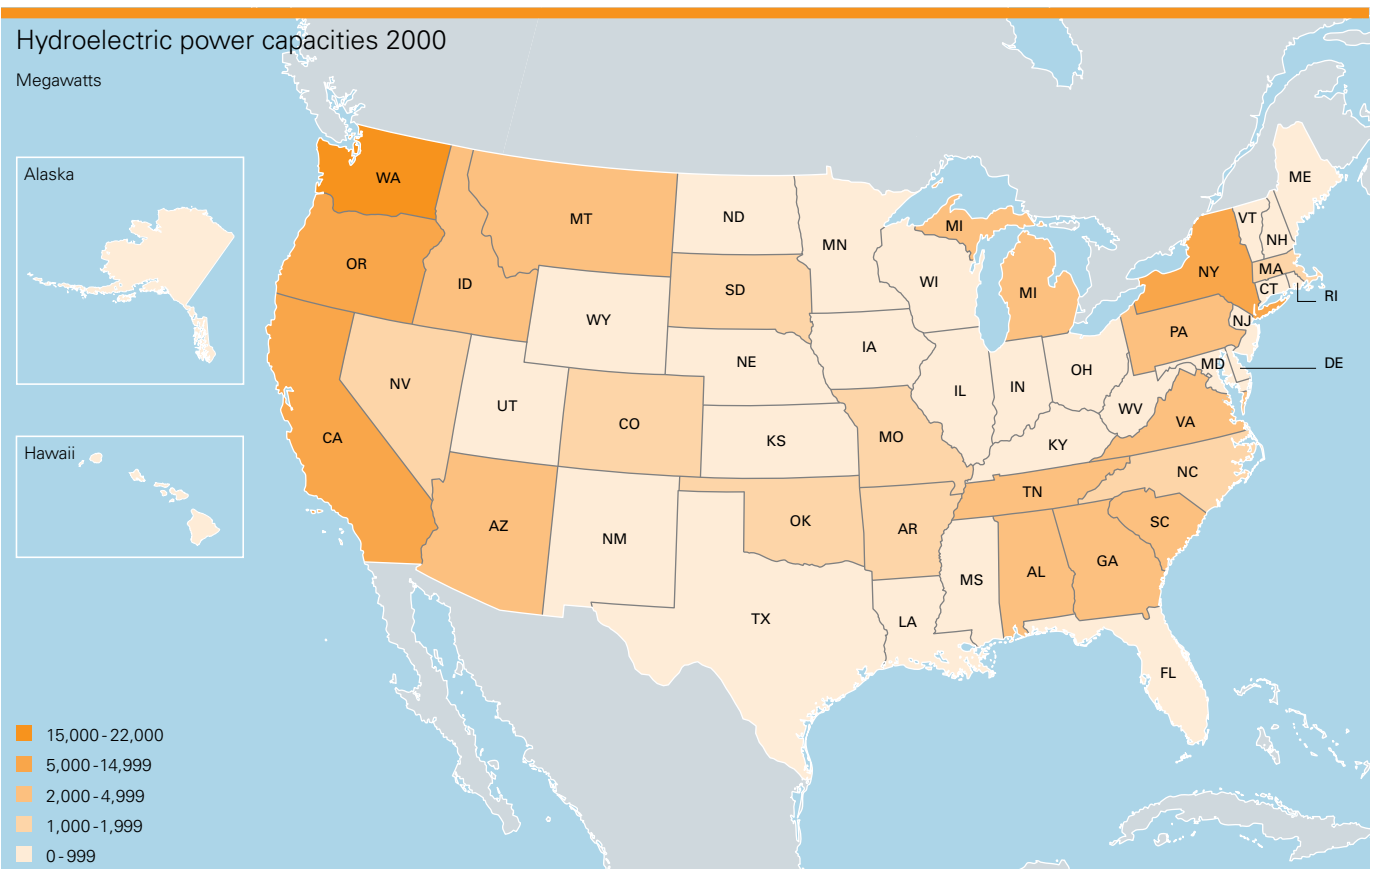 Hydroelectric power capacities 2000
Megawatts
Alaska
Hawaii
WA
MT
ND
MN
MI
ME
VT
NH
OR
ID
SD
WI
MI
NY
MA
CT
RI
WY
IA
PA
NJ
NV
NE
IL
IN
OH
MD
DE
UT
CO
KS
MO
KY
WV
VA
CA
AZ
NM
OK
AR
TN
NC
SC
MS
AL
GA
TX
LA
FL
15,000-22,000
5,000-14,999
2,000-4,999
1,000-1,999
0-999